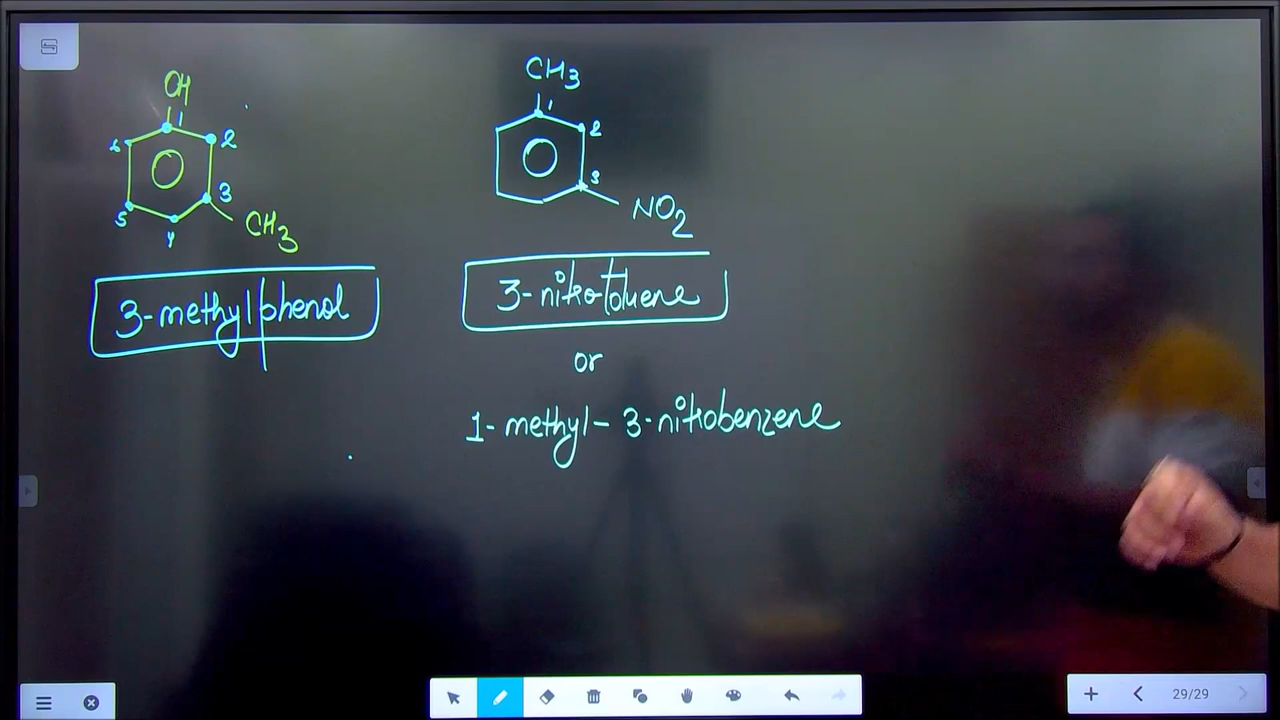 OH
1
2
3
4
5
6
CH3
3-methylphenol
CH3
1
2
3
NO2
3-nitrotoluene
or
1- methyl- 3-nitrobenzene
29/29